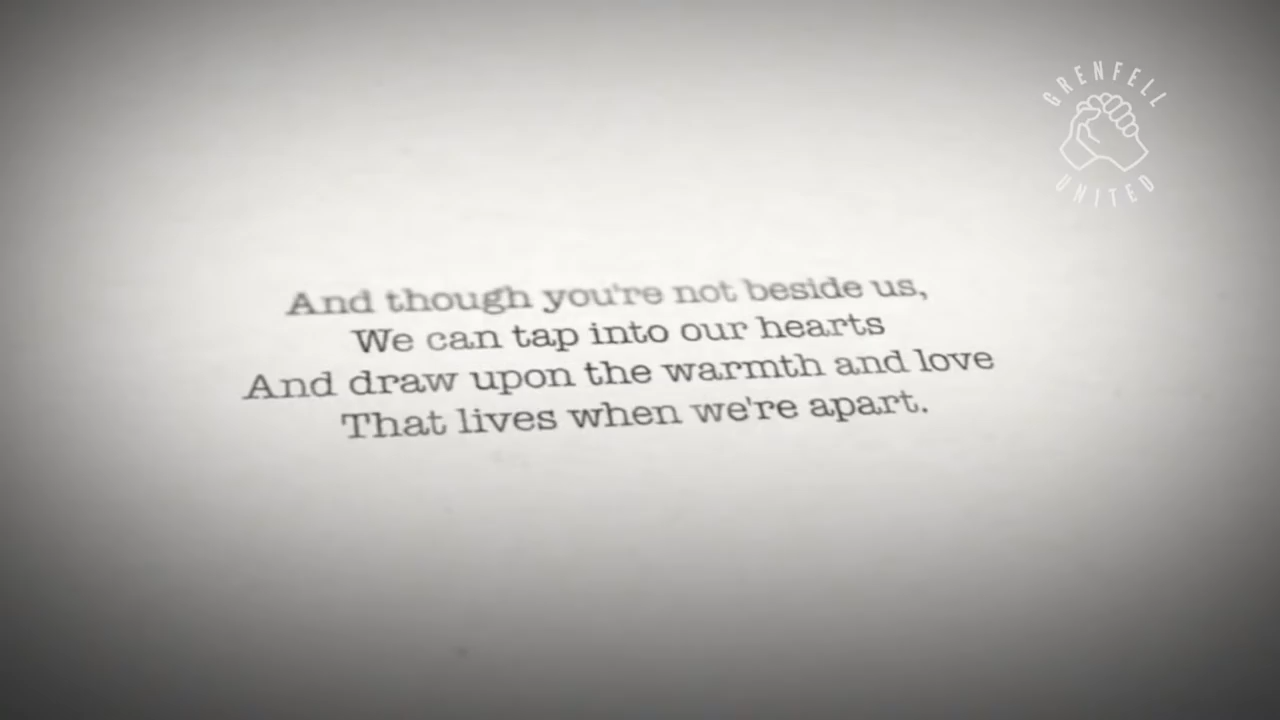 GRENFELL
UNITED
And though you're not beside us,
We can tap into our hearts
And draw upon the warmth and love
That lives when we're apart.